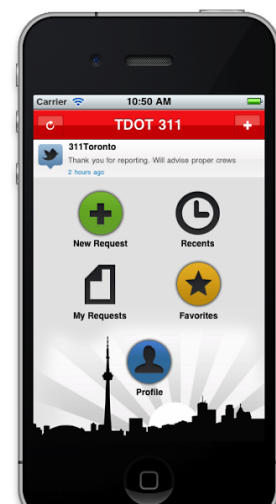 Carrier 10:50 AM
TDOT 311
311Toronto
Thank you for reporting. Will advise proper crews
2 hours ago
New Request Recents
My Requests Favorites
Profile